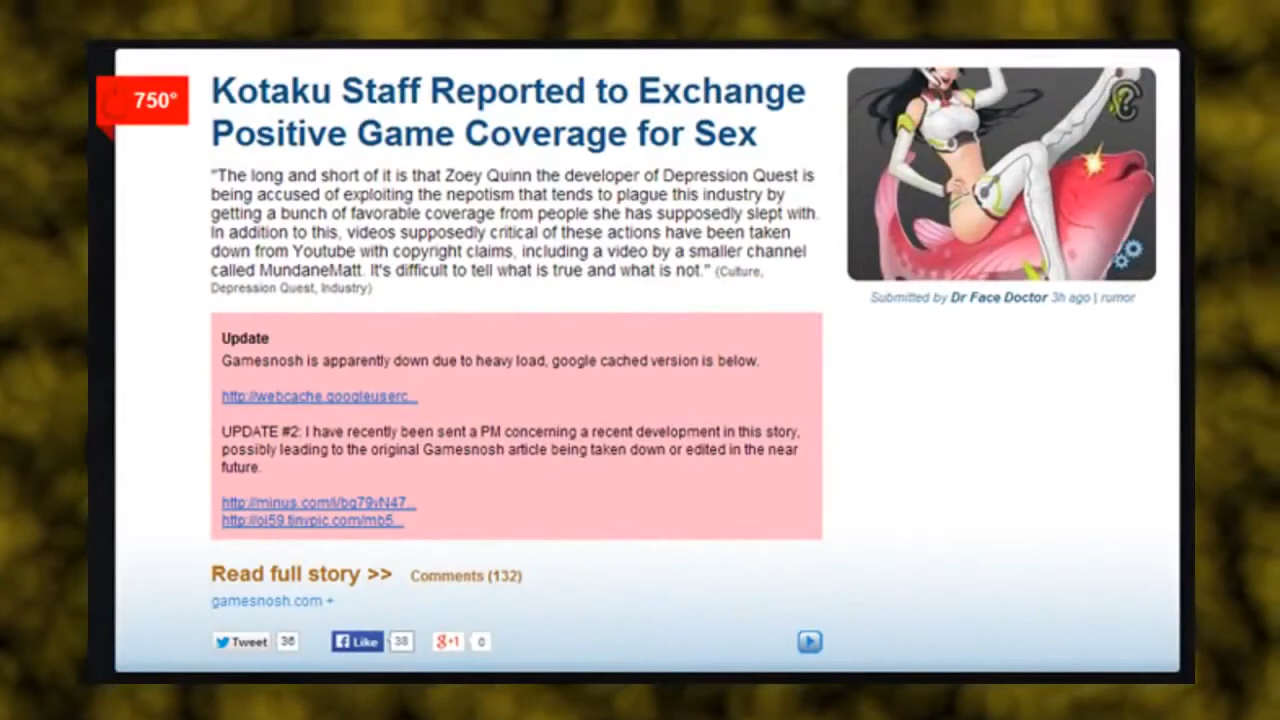 750°
Kotaku Staff Reported to Exchange
Positive Game Coverage for Sex
"The long and short of it is that Zoey Quinn the developer of Depression Quest is
being accused of exploiting the nepotism that tends to plague this industry by
getting a bunch of favorable coverage from people she has supposedly slept with.
In addition to this, videos supposedly critical of these actions have been taken
down from Youtube with copyright claims, including a video by a smaller channel
called MundaneMatt. It's difficult to tell what is true and what is not." (Culture,
Depression Quest, Industry)
Submitted by Dr Face Doctor 3h ago | rumor
Update
Gamesnosh is apparently down due to heavy load, google cached version is below.
http://webcache.googleuserc...
UPDATE #2: I have recently been sent a PM concerning a recent development in this story,
possibly leading to the original Gamesnosh article being taken down or edited in the near
future.
http://minus.com/i/bg79vN47...
http://oi59.tinypic.com/mb5...
Read full story >> Comments (132)
gamesnosh.com +
Tweet 36 Like 38 g+1 0